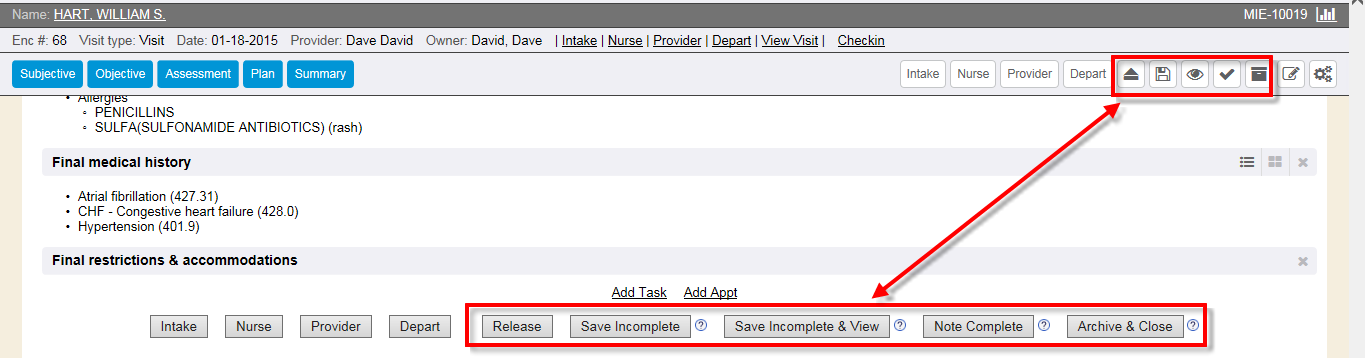 Name: HART, WILLIAM S. MIE-10019
Enc #: 68 Visit type: Visit Date: 01-18-2015 Provider: Dave David Owner: David, Dave | Intake | Nurse | Provider | Depart | View Visit | Checkin
Subjective Objective Assessment Plan Summary Intake Nurse Provider Depart
• Allergies
◦ PENICILLINS
◦ SULFA(SULFONAMIDE ANTIBIOTICS) (rash)
Final medical history
• Atrial fibrillation (427.31)
• CHF - Congestive heart failure (428.0)
• Hypertension (401.9)
Final restrictions & accommodations
Add Task Add Appt
Intake Nurse Provider Depart Release Save Incomplete ? Save Incomplete & View ? Note Complete ? Archive & Close ?